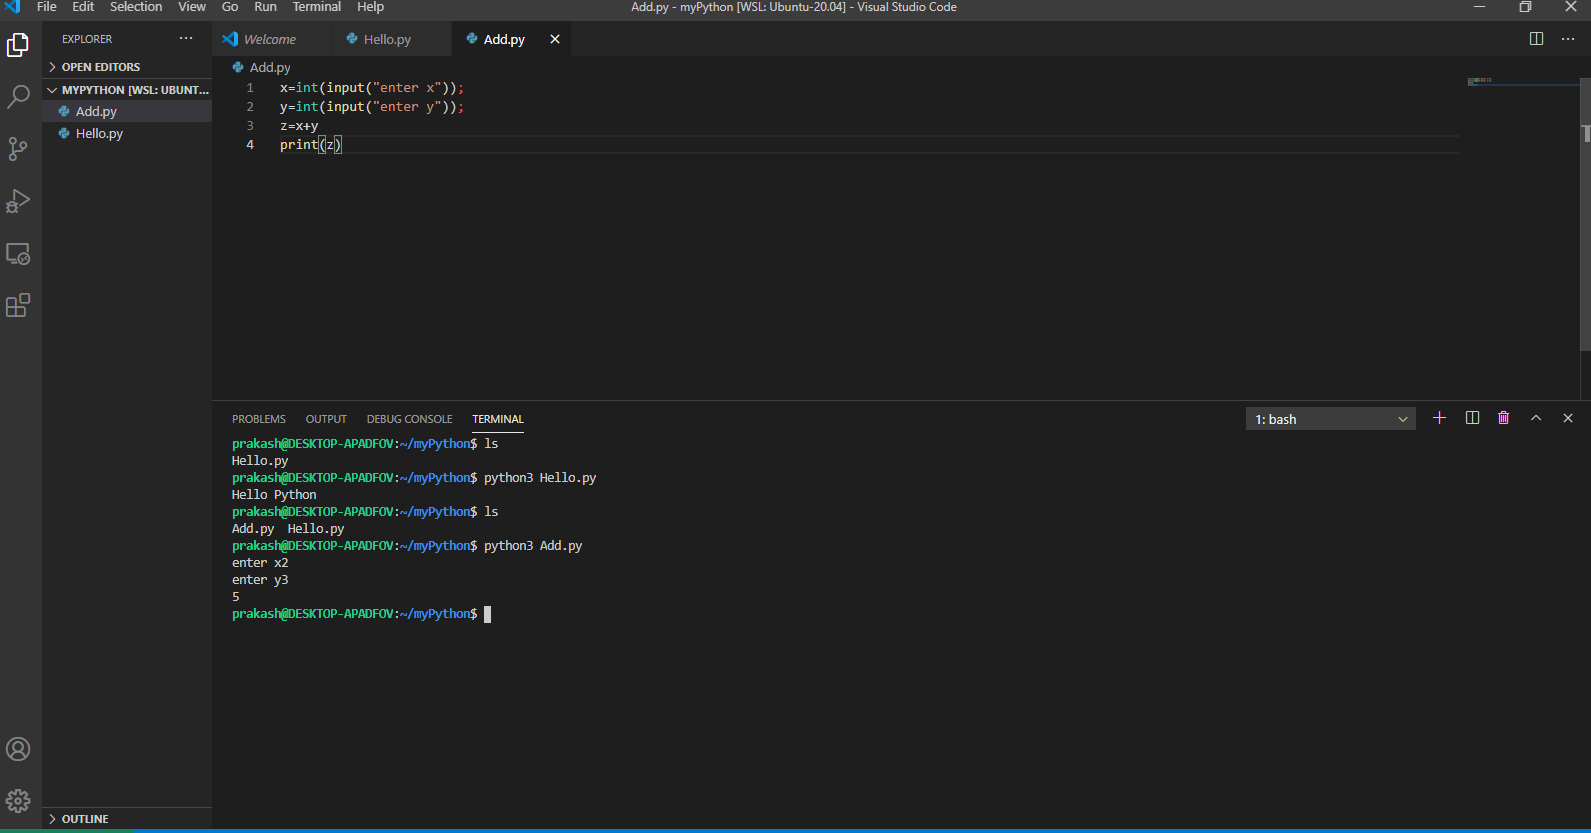 File Edit Selection View Go Run Terminal Help
Add.py - myPython [WSL: Ubuntu-20.04] - Visual Studio Code
EXPLORER ···
OPEN EDITORS
MYPYTHON [WSL: UBUNT...
Add.py
Hello.py
OUTLINE
Welcome Hello.py Add.py
Add.py
1 x=int(input("enter x"));
2 y=int(input("enter y"));
3 z=x+y
4 print(z)
PROBLEMS OUTPUT DEBUG CONSOLE TERMINAL
1: bash
prakash@DESKTOP-APADFOV:~/myPython$ ls
Hello.py
prakash@DESKTOP-APADFOV:~/myPython$ python3 Hello.py
Hello Python
prakash@DESKTOP-APADFOV:~/myPython$ ls
Add.py  Hello.py
prakash@DESKTOP-APADFOV:~/myPython$ python3 Add.py
enter x2
enter y3
5
prakash@DESKTOP-APADFOV:~/myPython$